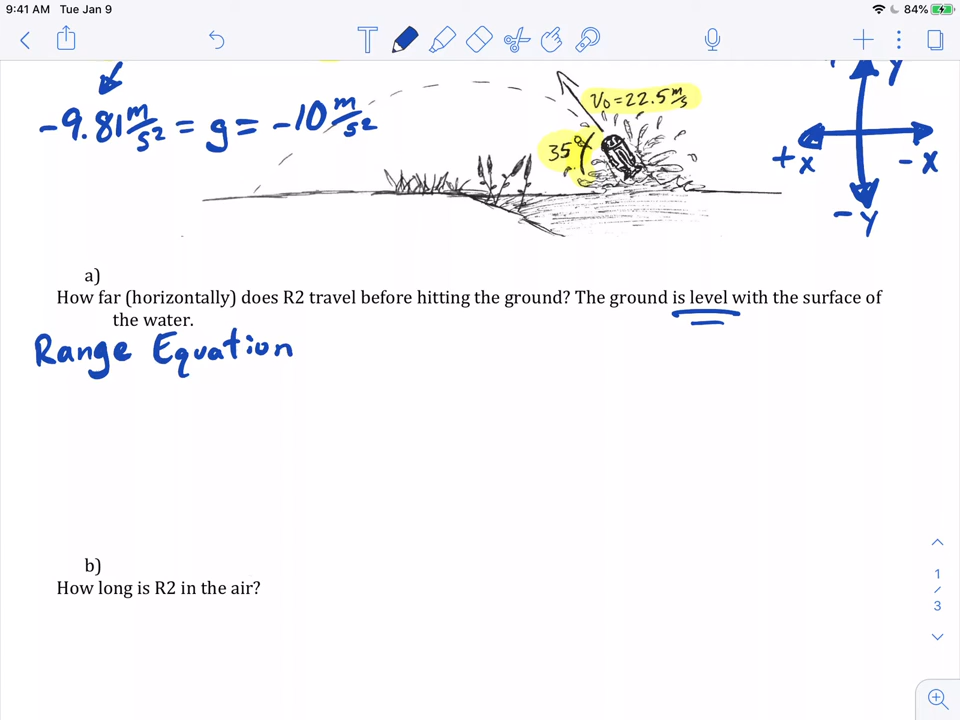 9:41 AM Tue Jan 9
84%
T
y
-9.81 m/s2 = g = -10 m/s2
v0 = 22.5 m/s
35°
+x
-x
-y
a)
How far (horizontally) does R2 travel before hitting the ground? The ground is level with the surface of
the water.
Range Equation
b)
How long is R2 in the air?
1
/
3